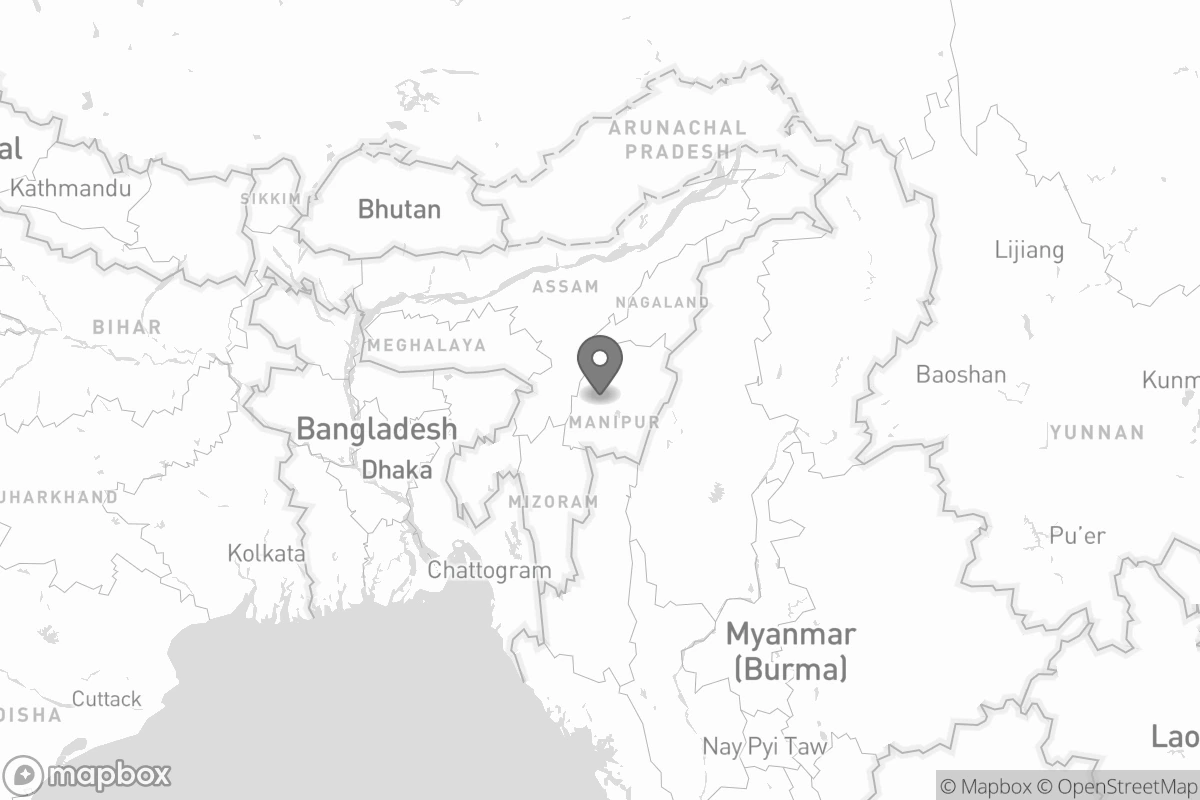 ARUNACHAL
PRADESH
al
Kathmandu
SIKKIM
Bhutan
Lijiang
ASSAM
NAGALAND
BIHAR
MEGHALAYA
Baoshan
Kunm
MANIPUR
Bangladesh
YUNNAN
Dhaka
JHARKHAND
MIZORAM
Pu’er
Kolkata
Chattogram
Myanmar
(Burma)
Cuttack
DISHA
Nay Pyi Taw
Lao
mapbox
© Mapbox © OpenStreetMap